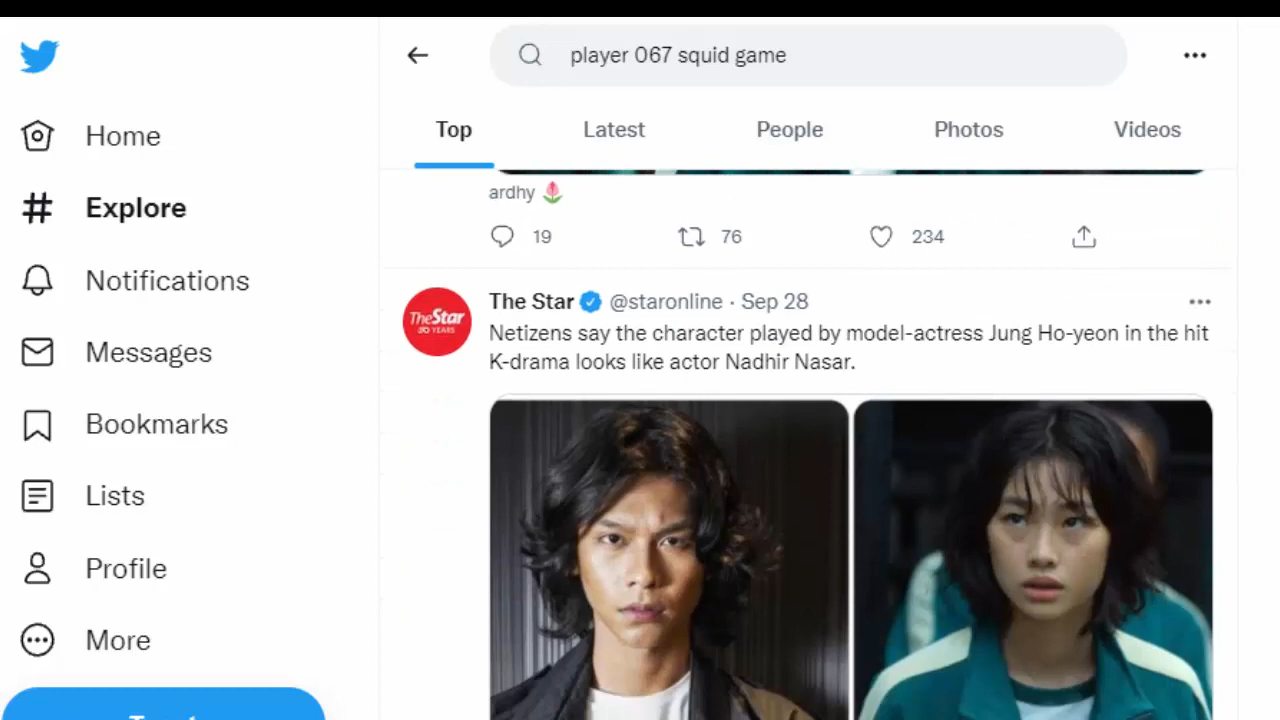 player 067 squid game
Top
Latest
People
Photos
Videos
Home
Explore
Notifications
Messages
Bookmarks
Lists
Profile
More
ardhy
19
76
234
TheStar
The Star @staronline · Sep 28
Netizens say the character played by model-actress Jung Ho-yeon in the hit
K-drama looks like actor Nadhir Nasar.